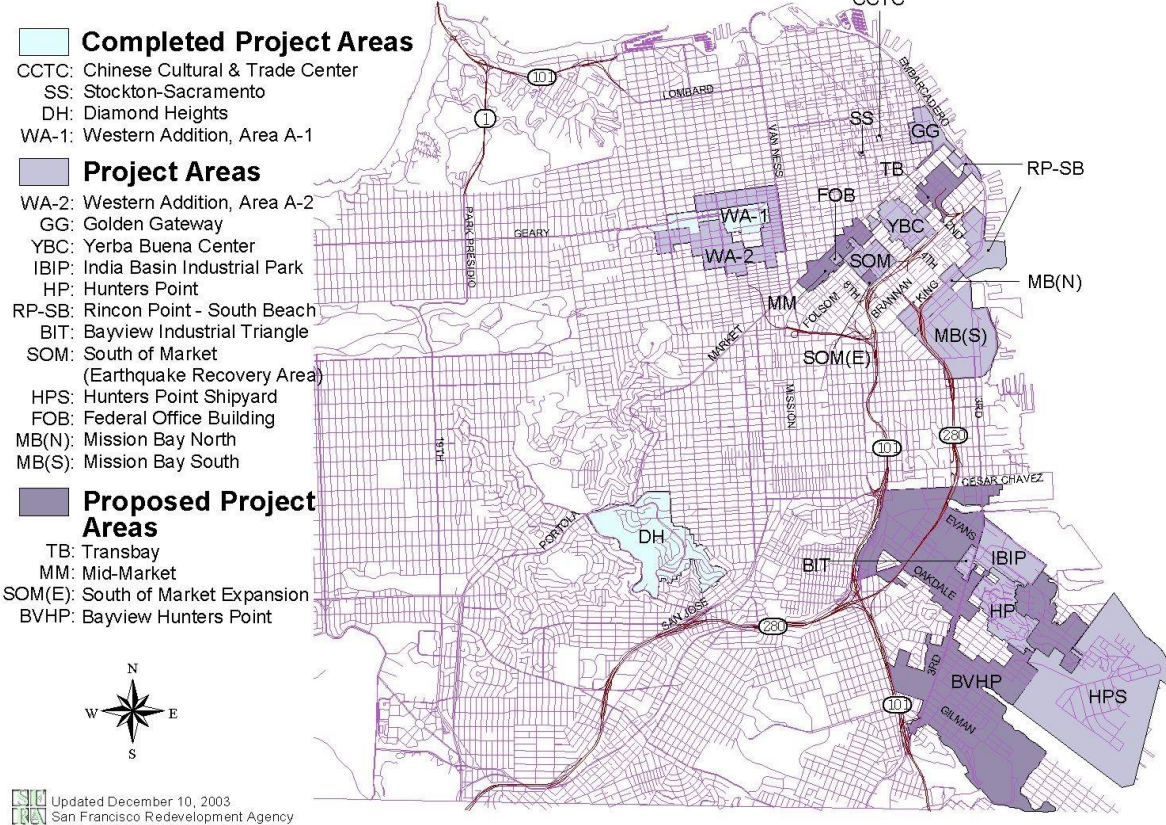 Completed Project Areas
CCTC: Chinese Cultural & Trade Center
SS: Stockton-Sacramento
DH: Diamond Heights
WA-1: Western Addition, Area A-1
Project Areas
WA-2: Western Addition, Area A-2
GG: Golden Gateway
YBC: Yerba Buena Center
IBIP: India Basin Industrial Park
HP: Hunters Point
RP-SB: Rincon Point - South Beach
BIT: Bayview Industrial Triangle
SOM: South of Market
(Earthquake Recovery Area)
HPS: Hunters Point Shipyard
FOB: Federal Office Building
MB(N): Mission Bay North
MB(S): Mission Bay South
Proposed Project
Areas
TB: Transbay
MM: Mid-Market
SOM(E): South of Market Expansion
BVHP: Bayview Hunters Point
N
W
E
S
Updated December 10, 2003
San Francisco Redevelopment Agency
CCTC
101
LOMBARD
EMBARCADERO
1
VAN NESS
SS
GG
TB
RP-SB
FOB
PARK PRESIDIO
WA-1
GEARY
YBC
2ND
WA-2
SOM
4TH
MB(N)
MM
FOLSOM
8TH
BRANNAN
KING
MARKET
MB(S)
SOM(E)
MISSION
3RD
19TH
101
280
CESAR CHAVEZ
PORTOLA
DH
EVANS
BIT
IBIP
OAKDALE
HP
SAN JOSE
280
3RD
BVHP
HPS
101
GILMAN